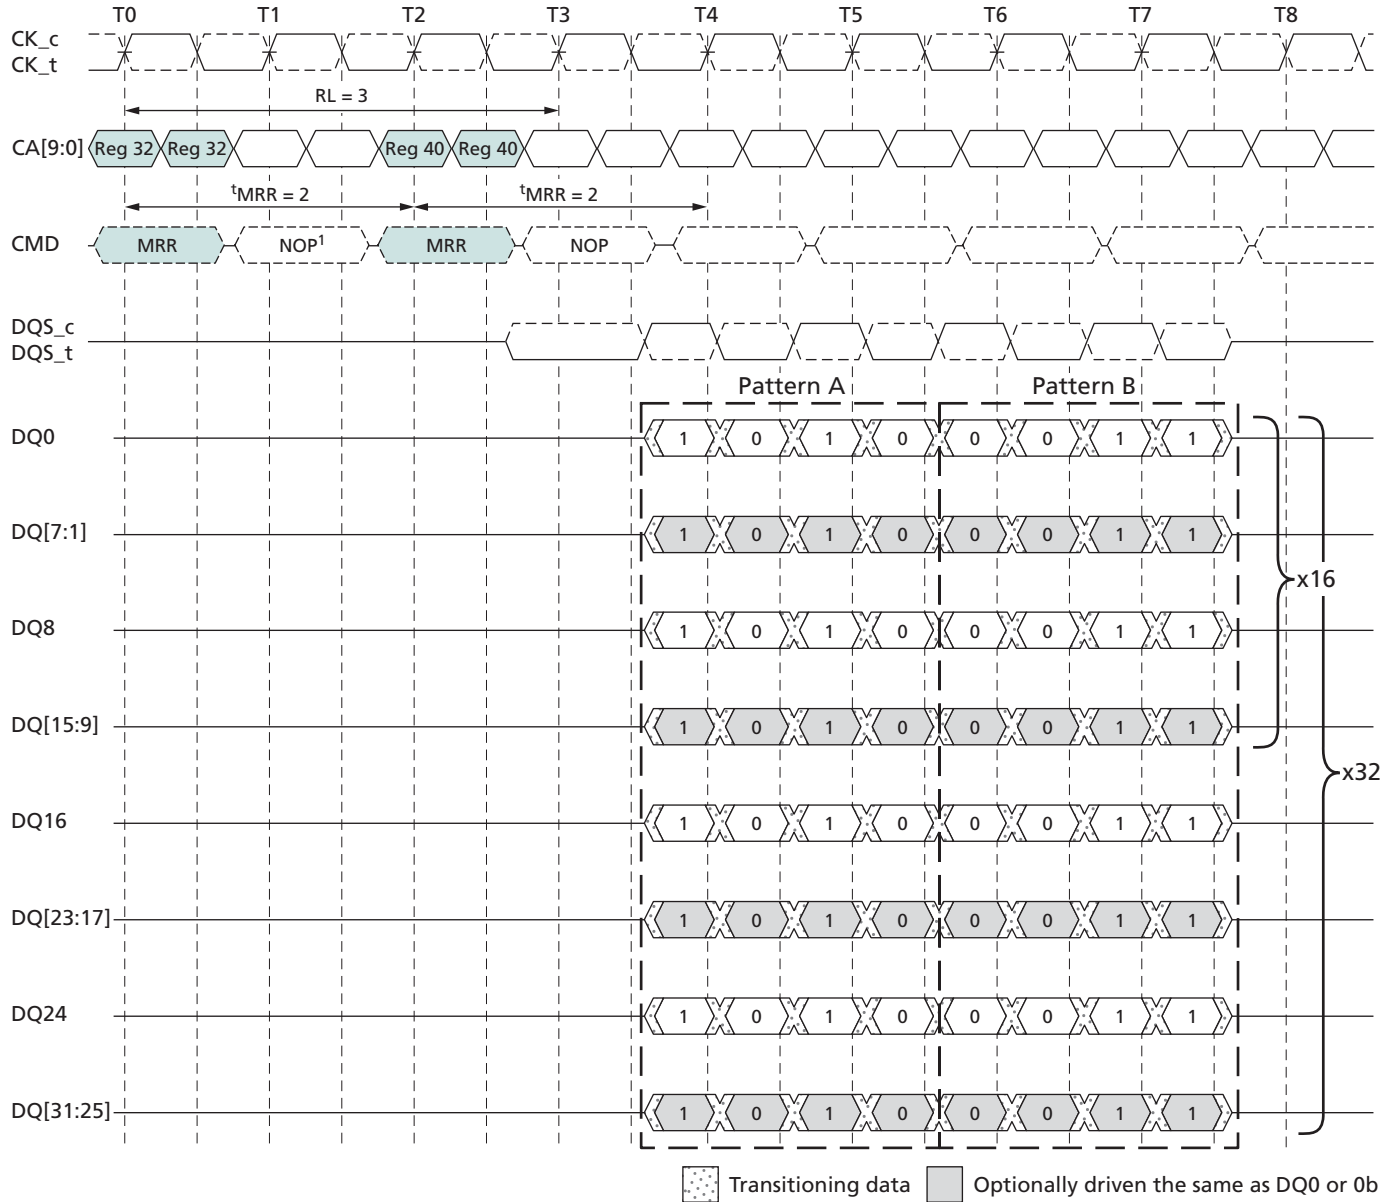 T0 T1 T2 T3 T4 T5 T6 T7 T8
CK_c
CK_t
RL = 3
CA[9:0] Reg 32 Reg 32 Reg 40 Reg 40
tMRR = 2 tMRR = 2
CMD MRR NOP1 MRR NOP
DQS_c
DQS_t
Pattern A Pattern B
DQ0 1 0 1 0 0 0 1 1
DQ[7:1] 1 0 1 0 0 0 1 1
x16
DQ8 1 0 1 0 0 0 1 1
DQ[15:9] 1 0 1 0 0 0 1 1
x32
DQ16 1 0 1 0 0 0 1 1
DQ[23:17] 1 0 1 0 0 0 1 1
DQ24 1 0 1 0 0 0 1 1
DQ[31:25] 1 0 1 0 0 0 1 1
Transitioning data Optionally driven the same as DQ0 or 0b